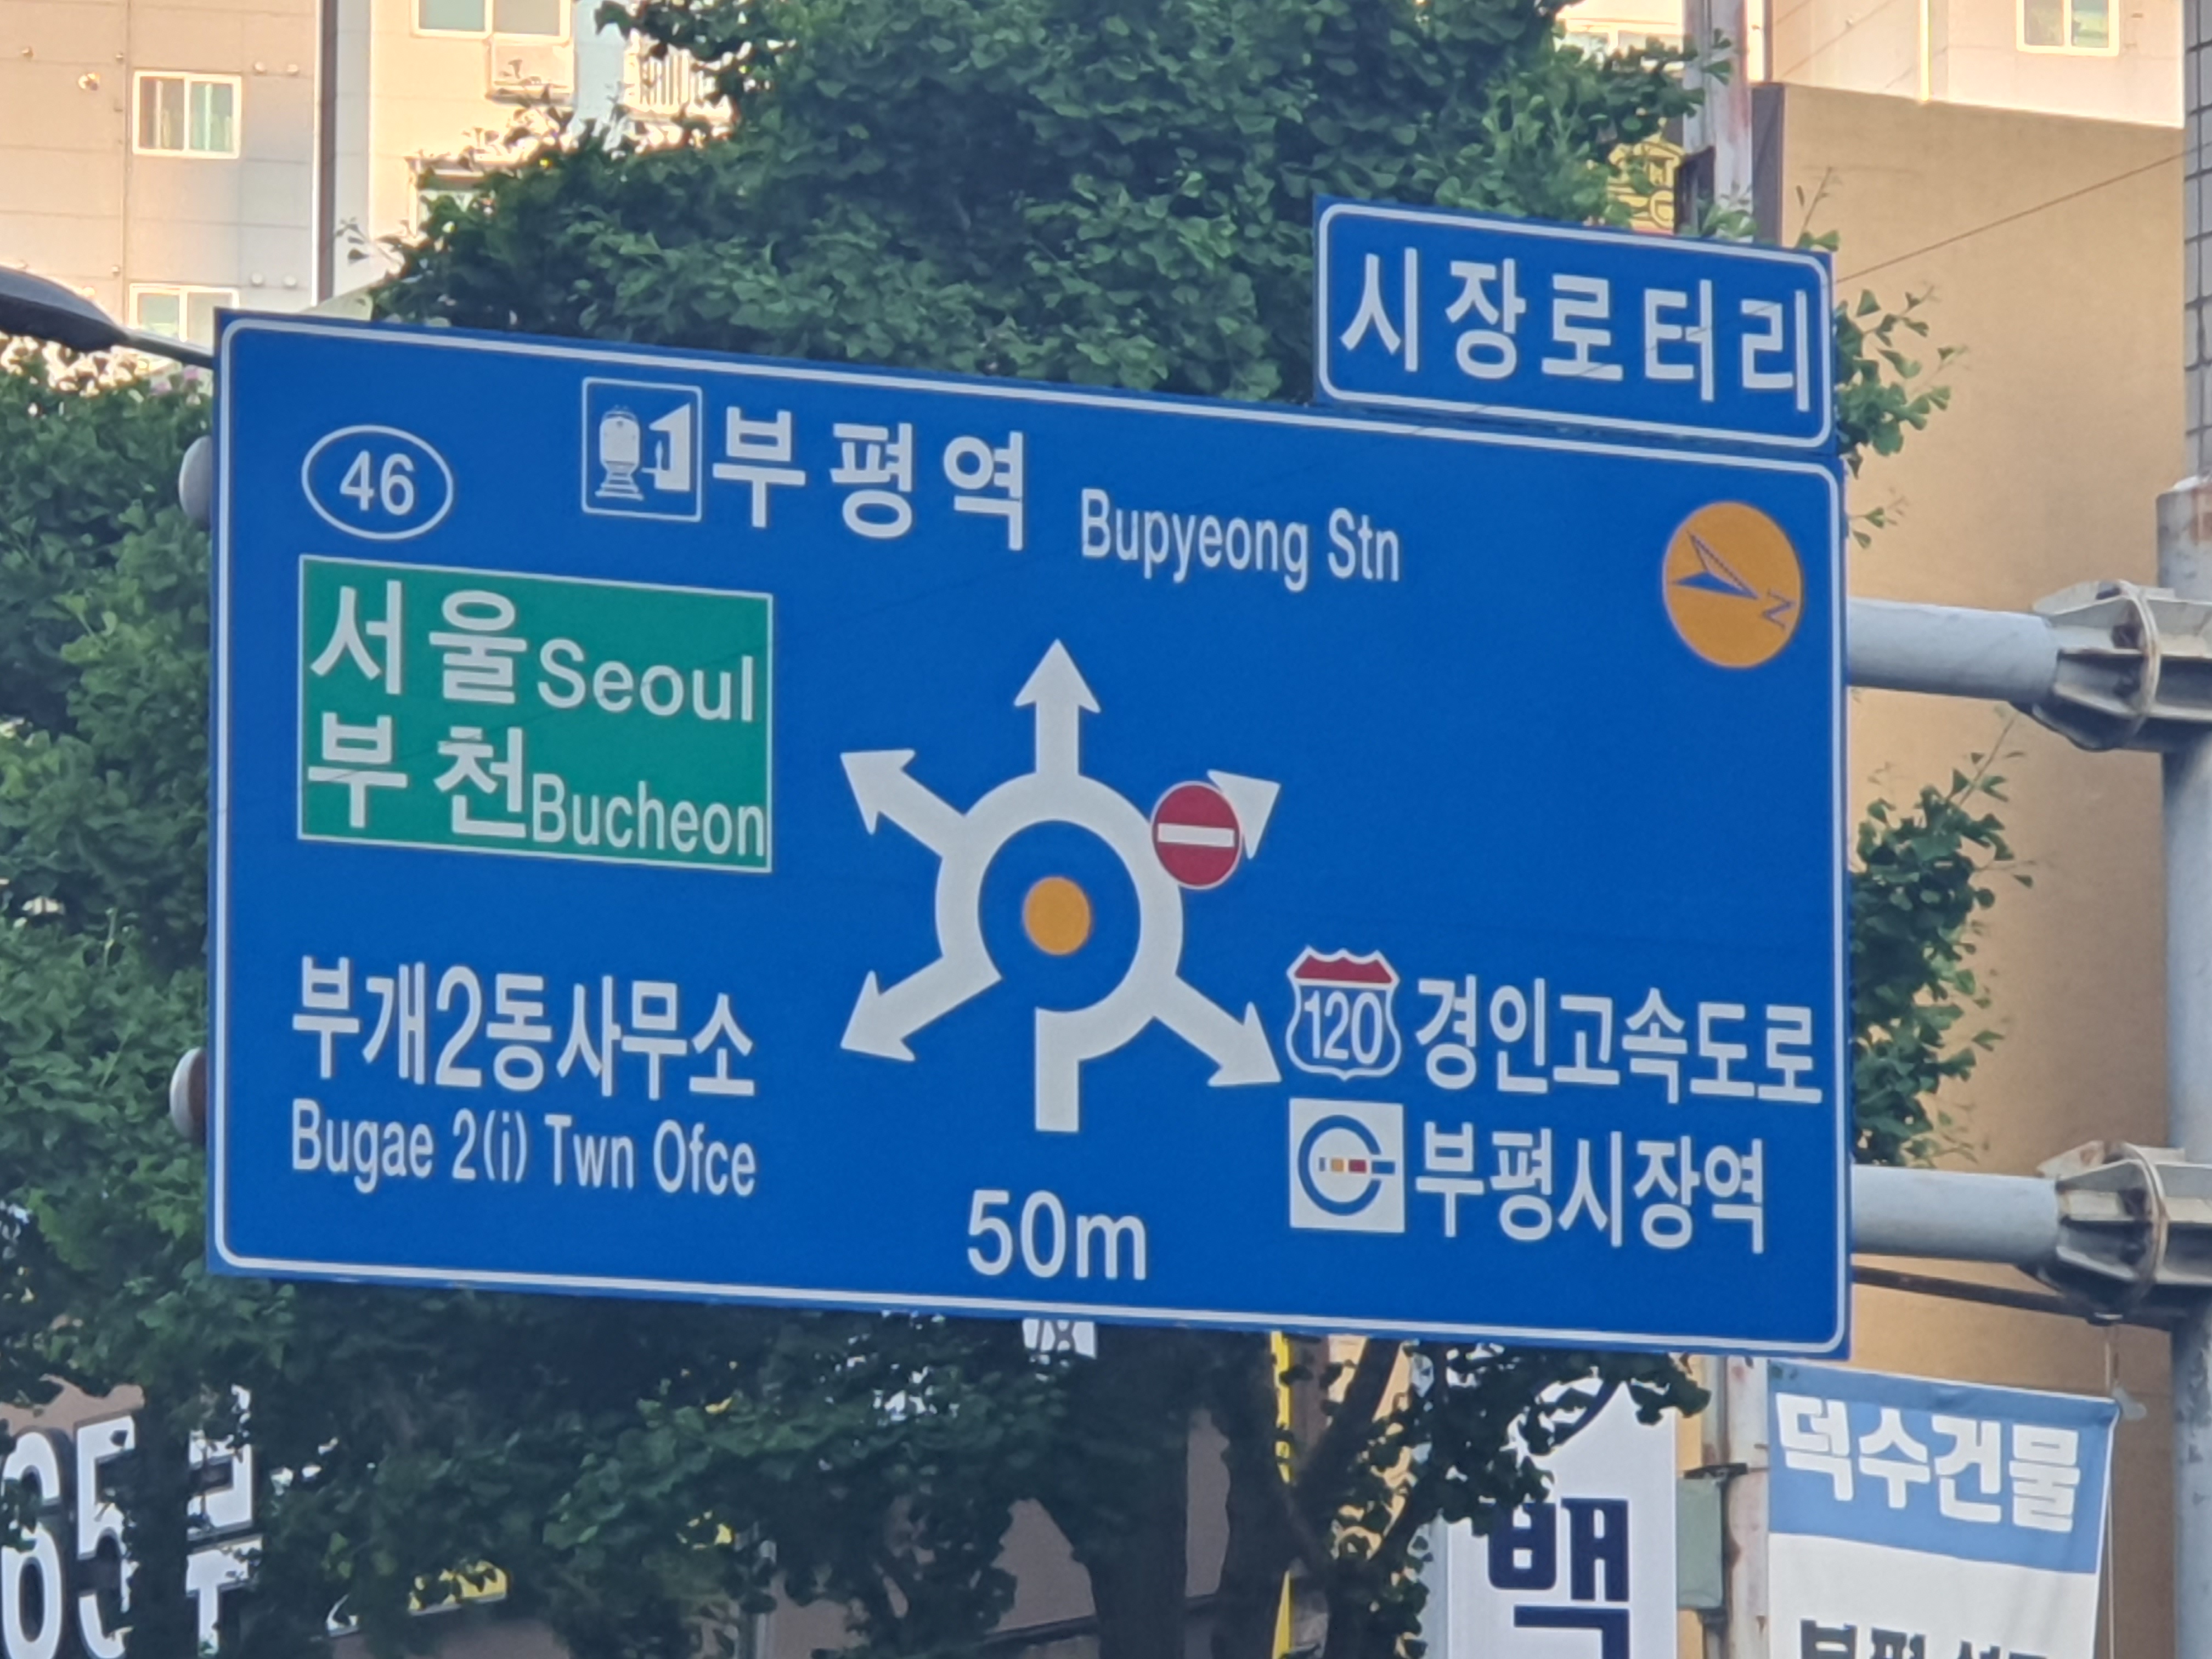 시장로터리
46
부평역 Bupyeong Stn
N
서울 Seoul
부천 Bucheon
부개2동사무소
Bugae 2(i) Twn Ofce
120 경인고속도로
부평시장역
50m
65
백
덕수건물